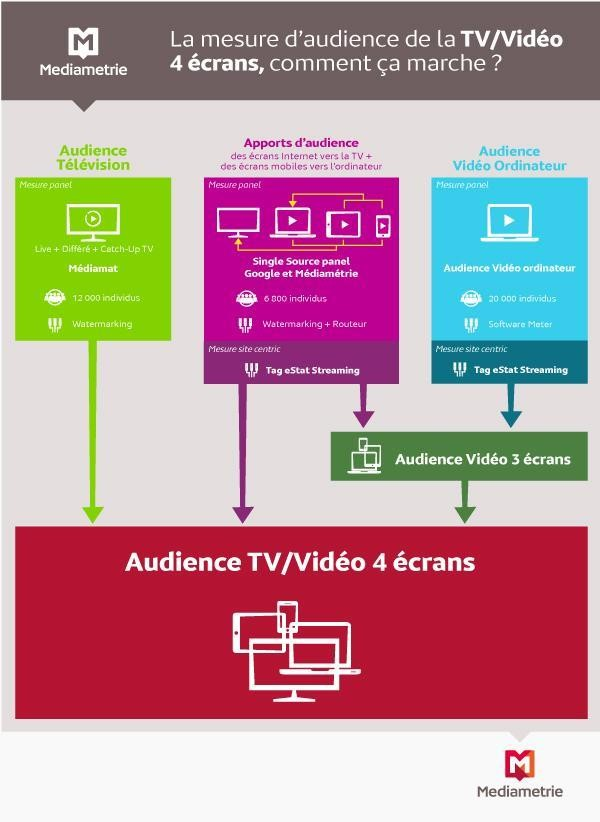 Mediametrie
La mesure d'audience de la TV/Vidéo
4 écrans, comment ça marche ?
Audience
Télévision
Mesure panel
Live + Différé + Catch-Up TV
Médiamat
12 000 individus
Watermarking
Apports d'audience
des écrans Internet vers la TV +
des écrans mobiles vers l'ordinateur
Mesure panel
Single Source panel
Google et Médiamétrie
6 800 individus
Watermarking + Routeur
Mesure site centric
Tag eStat Streaming
Audience
Vidéo Ordinateur
Mesure panel
Audience Vidéo ordinateur
20 000 individus
Software Meter
Mesure site centric
Tag eStat Streaming
Audience Vidéo 3 écrans
Audience TV/Vidéo 4 écrans
Mediametrie